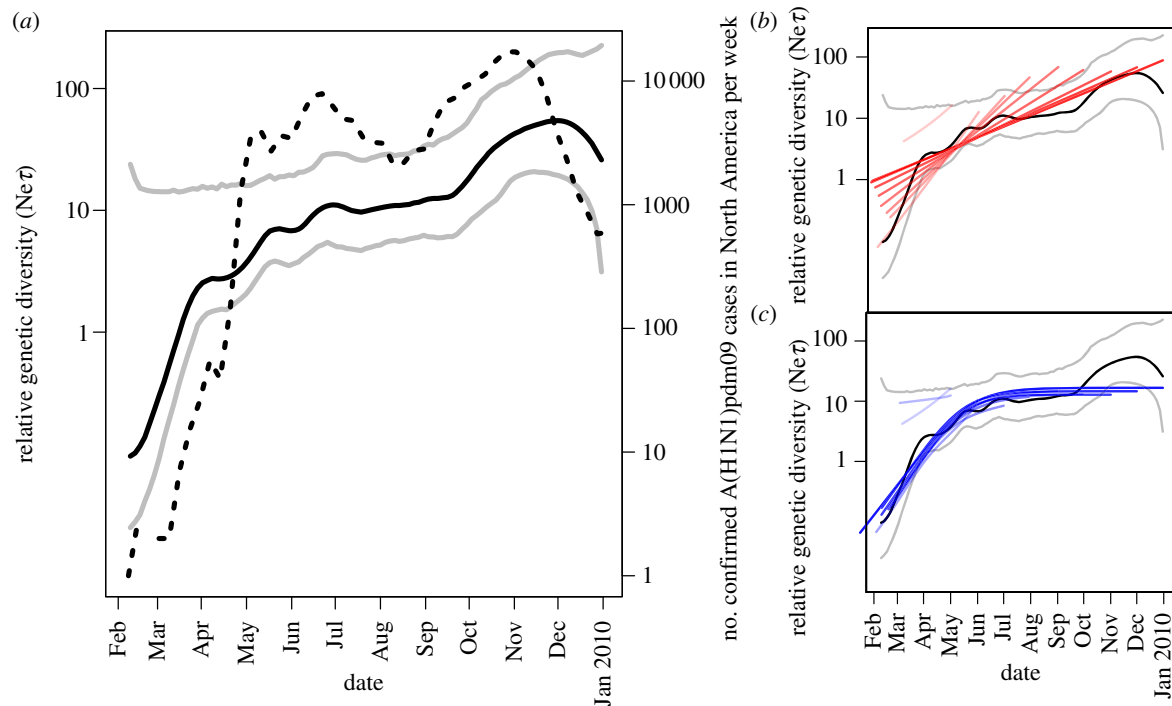 (a)
relative genetic diversity (Neτ)
100
10
1
10 000
1000
100
10
1
no. confirmed A(H1N1)pdm09 cases in North America per week
Feb
Mar
Apr
May
Jun
Jul
Aug
Sep
Oct
Nov
Dec
Jan 2010
date
(b)
relative genetic diversity (Neτ)
100
10
1
(c)
relative genetic diversity (Neτ)
100
10
1
Feb
Mar
Apr
May
Jun
Jul
Aug
Sep
Oct
Nov
Dec
Jan 2010
date